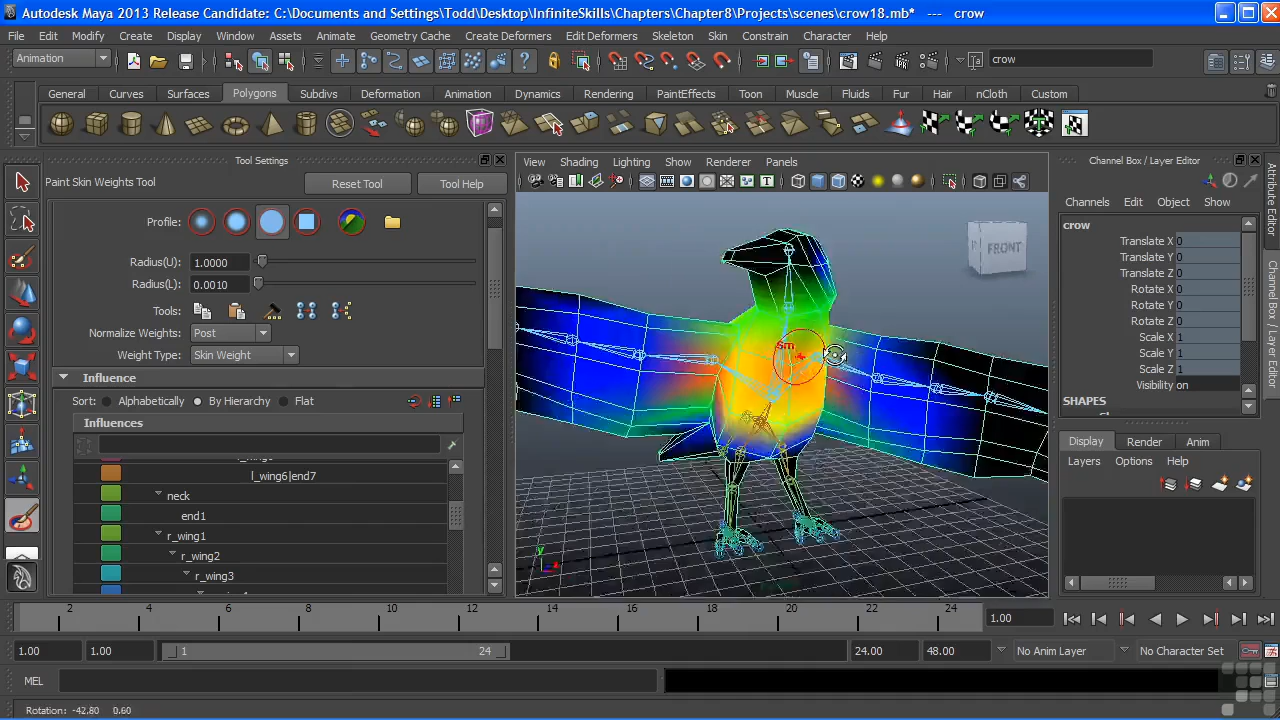 Autodesk Maya 2013 Release Candidate: C:\Documents and Settings\Todd\Desktop\InfiniteSkills\Chapters\Chapter8\Projects\scenes\crow18.mb* --- crow
File Edit Modify Create Display Window Assets Animate Geometry Cache Create Deformers Edit Deformers Skeleton Skin Constrain Character Help
Animation crow
General Curves Surfaces Polygons Subdivs Deformation Animation Dynamics Rendering PaintEffects Toon Muscle Fluids Fur Hair nCloth Custom
Tool Settings
Paint Skin Weights Tool Reset Tool Tool Help
Profile:
Radius(U): 1.0000
Radius(L): 0.0010
Tools:
Normalize Weights: Post
Weight Type: Skin Weight
Influence
Sort: Alphabetically By Hierarchy Flat
Influences
l_wing6|end7
neck
end1
r_wing1
r_wing2
r_wing3
View Shading Lighting Show Renderer Panels
FRONT
Sm
y
Channel Box / Layer Editor
Channels Edit Object Show
crow
Translate X 0
Translate Y 0
Translate Z 0
Rotate X 0
Rotate Y 0
Rotate Z 0
Scale X 1
Scale Y 1
Scale Z 1
Visibility on
SHAPES
Display Render Anim
Layers Options Help
Attribute Editor
Channel Box / Layer Editor
2 4 6 8 10 12 14 16 18 20 22 24 1.00
1.00 1.00 1 24 24.00 48.00 No Anim Layer No Character Set
MEL
Rotation: -42.80 0.60